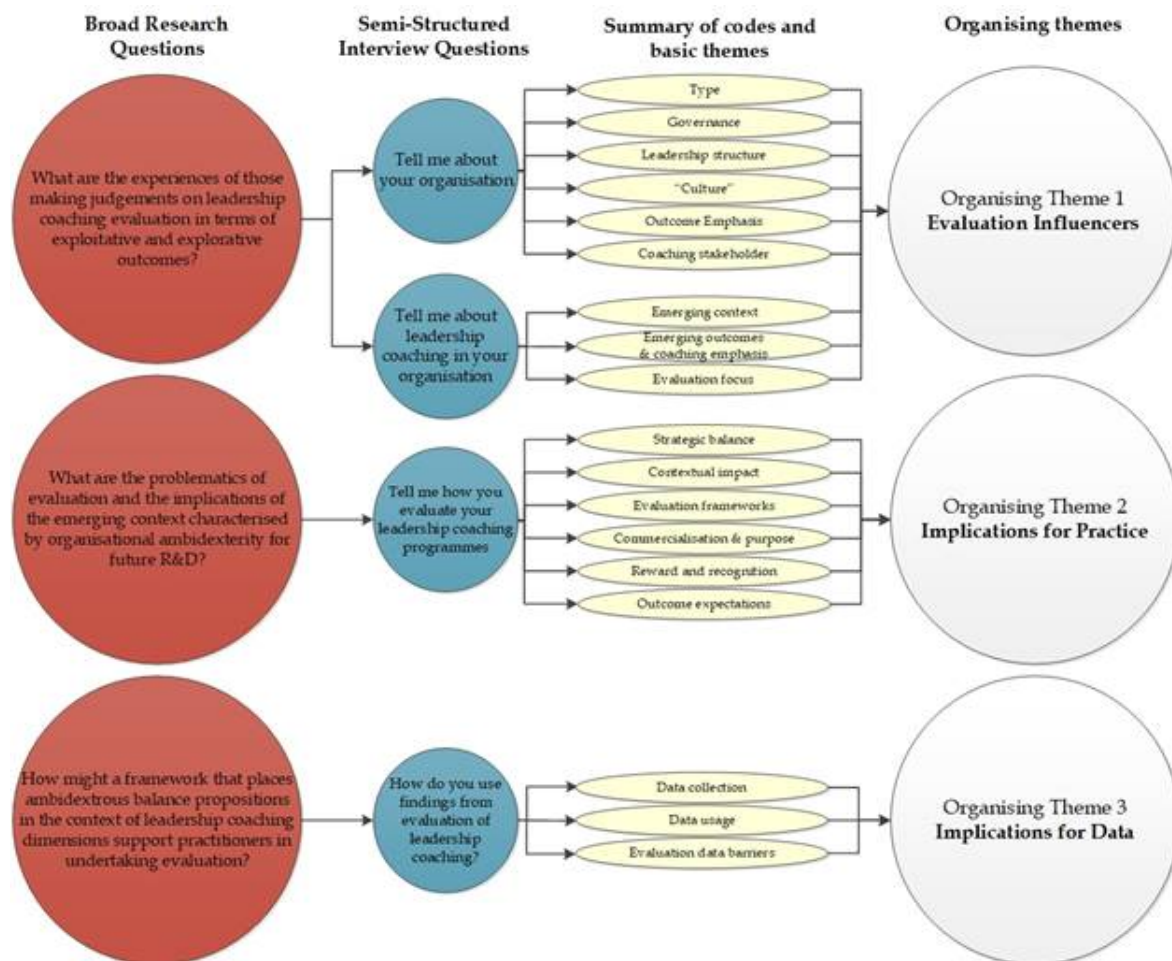 Broad Research
Questions
Semi-Structured
Interview Questions
Summary of codes and
basic themes
Organising themes
What are the experiences of those
making judgements on leadership
coaching evaluation in terms of
exploitative and explorative
outcomes?
Tell me about
your organisation
Type
Governance
Leadership structure
“Culture”
Outcome Emphasis
Coaching stakeholder
Organising Theme 1
Evaluation Influencers
Tell me about
leadership
coaching in your
organisation
Emerging context
Emerging outcomes
& coaching emphasis
Evaluation focus
What are the problematics of
evaluation and the implications of
the emerging context characterised
by organisational ambidexterity for
future R&D?
Tell me how you
evaluate your
leadership coaching
programmes
Strategic balance
Contextual impact
Evaluation frameworks
Commercialisation & purpose
Reward and recognition
Outcome expectations
Organising Theme 2
Implications for Practice
How might a framework that places
ambidextrous balance propositions
in the context of leadership coaching
dimensions support practitioners in
undertaking evaluation?
How do you use
findings from
evaluation of
leadership
coaching?
Data collection
Data usage
Evaluation data barriers
Organising Theme 3
Implications for Data